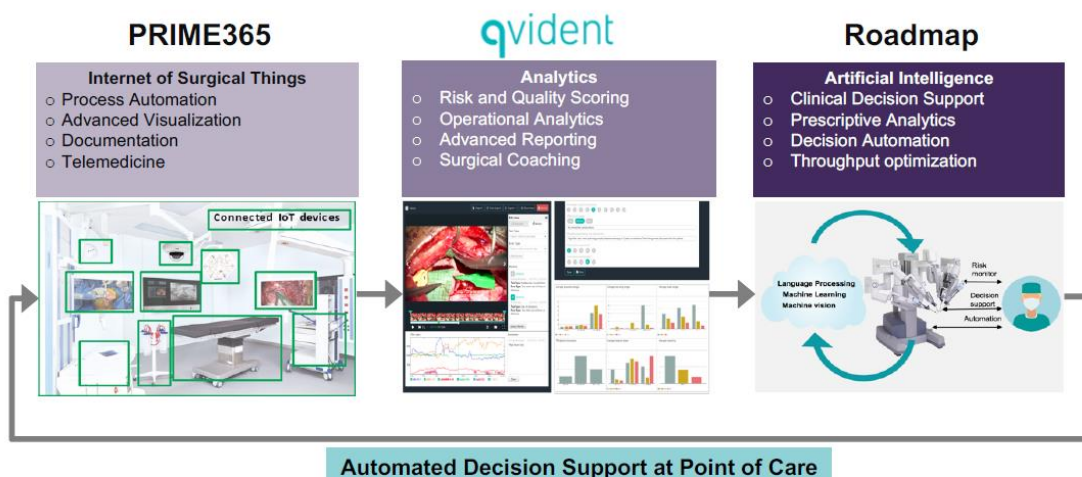 PRIME365
qvident
Roadmap
Internet of Surgical Things
o Process Automation
o Advanced Visualization
o Documentation
o Telemedicine
Analytics
o Risk and Quality Scoring
o Operational Analytics
o Advanced Reporting
o Surgical Coaching
Artificial Intelligence
o Clinical Decision Support
o Prescriptive Analytics
o Decision Automation
o Throughput optimization
Connected IoT devices
Language Processing
Machine Learning
Machine vision
Risk
monitor
Decision
support
Automation
Automated Decision Support at Point of Care